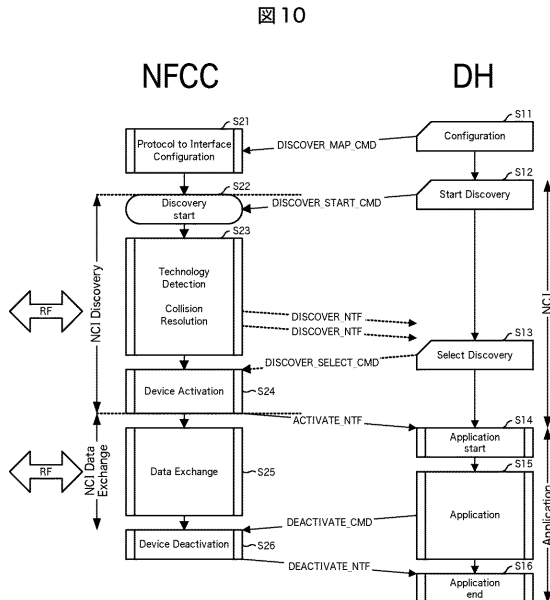 図10
NFCC
DH
S21
Protocol to Interface
Configuration
DISCOVER_MAP_CMD
S11
Configuration
S22
Discovery
start
DISCOVER_START_CMD
S12
Start Discovery
S23
Technology
Detection
Collision
Resolution
RF
NCI Discovery
DISCOVER_NTF
DISCOVER_NTF
NCI
S13
Select Discovery
DISCOVER_SELECT_CMD
Device Activation
S24
ACTIVATE_NTF
S14
Application
start
RF
NCI Data
Exchange
Data Exchange
S25
S15
Application
Application
DEACTIVATE_CMD
Device Deactivation
S26
DEACTIVATE_NTF
S16
Application
end